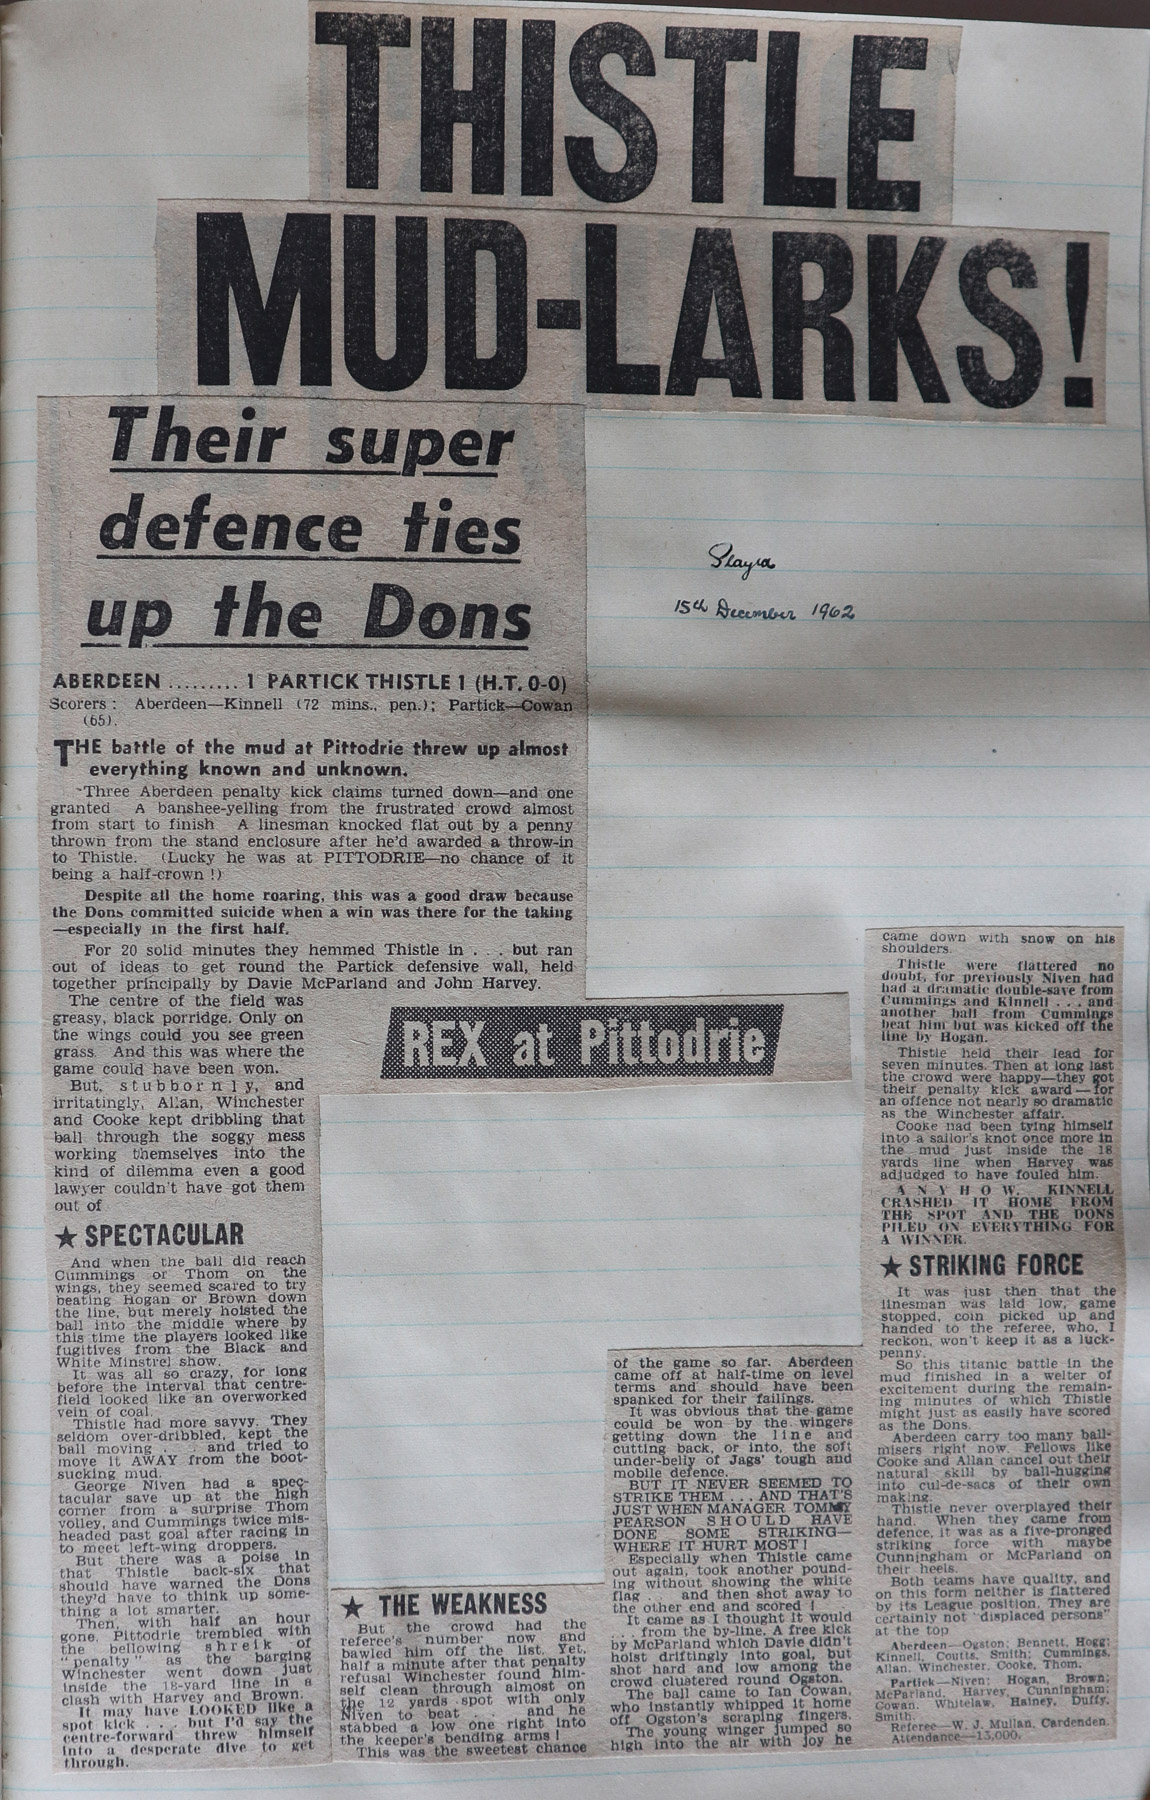 THISTLE
MUD-LARKS!
Their super
defence ties
up the Dons
15th December 1962
ABERDEEN ......... 1 PARTICK THISTLE 1 (H.T. 0-0)
Scorers: Aberdeen—Kinnell (72 mins., pen.); Partick—Cowan
(65).
THE battle of the mud at Pittodrie threw up almost
everything known and unknown.
Three Aberdeen penalty kick claims turned down—and one
granted A banshee-yelling from the frustrated crowd almost
from start to finish A linesman knocked flat out by a penny
thrown from the stand enclosure after he'd awarded a throw-in
to Thistle. (Lucky he was at PITTODRIE—no chance of it
being a half-crown !)
Despite all the home roaring, this was a good draw because
the Dons committed suicide when a win was there for the taking
—especially in the first half.
For 20 solid minutes they hemmed Thistle in . . . but ran
out of ideas to get round the Partick defensive wall, held
together principally by Davie McParland and John Harvey.
REX at Pittodrie
The centre of the field was
greasy, black porridge. Only on
the wings could you see green
grass. And this was where the
game could have been won.
But, stubbornly, and
irritatingly, Allan, Winchester
and Cooke kept dribbling that
ball through the soggy mess
working themselves into the
kind of dilemma even a good
lawyer couldn't have got them
out of
★ SPECTACULAR
And when the ball did reach
Cummings or Thom on the
wings, they seemed scared to try
beating Hogan or Brown down
the line, but merely hoisted the
ball into the middle where by
this time the players looked like
fugitives from the Black and
White Minstrel show.
It was all so crazy, for long
before the interval that centre-
field looked like an overworked
vein of coal.
Thistle had more savvy. They
seldom over-dribbled, kept the
ball moving . . . and tried to
move it AWAY from the boot-
sucking mud.
George Niven had a spec-
tacular save up at the high
corner from a surprise Thom
volley, and Cummings twice mis-
headed past goal after racing in
to meet left-wing droppers.
But there was a poise in
that Thistle back-six that
should have warned the Dons
they'd have to think up some-
thing a lot smarter.
Then, with half an hour
gone, Pittodrie trembled with
the bellowing shreik of
"penalty" as the barging
Winchester went down just
inside the 18-yard line in a
clash with Harvey and Brown.
It may have LOOKED like a
spot kick . . . but I'd say the
centre-forward threw himself
into a desperate dive to get
through.
★ THE WEAKNESS
But the crowd had the
referee's number now and
bawled him off the list. Yet,
half a minute after that penalty
refusal Winchester found him-
self clean through almost on
the 12 yards spot with only
Niven to beat . . . and he
stabbed a low one right into
the keeper's bending arms !
This was the sweetest chance
of the game so far. Aberdeen
came off at half-time on level
terms and should have been
spanked for their failings.
It was obvious that the game
could be won by the wingers
getting down the line and
cutting back, or into, the soft
under-belly of Jags' tough and
mobile defence.
BUT IT NEVER SEEMED TO
STRIKE THEM . . . AND THAT'S
JUST WHEN MANAGER TOMMY
PEARSON SHOULD HAVE
DONE SOME STRIKING—
WHERE IT HURT MOST !
Especially when Thistle came
out again, took another pound-
ing without showing the white
flag . . . and then shot away to
the other end and scored !
It came as I thought it would
. . . from the by-line. A free kick
by McParland which Davie didn't
hoist driftingly into goal, but
shot hard and low among the
crowd clustered round Ogston.
The ball came to Ian Cowan,
who instantly whipped it home
off Ogston's scraping fingers.
The young winger jumped so
high into the air with joy he
came down with snow on his
shoulders.
Thistle were flattered no
doubt, for previously Niven had
had a dramatic double-save from
Cummings and Kinnell . . . and
another ball from Cummings
beat him but was kicked off the
line by Hogan.
Thistle held their lead for
seven minutes. Then at long last
the crowd were happy—they got
their penalty kick award—for
an offence not nearly so dramatic
as the Winchester affair.
Cooke had been tying himself
into a sailor's knot once more in
the mud just inside the 18
yards line when Harvey was
adjudged to have fouled him.
ANYHOW, KINNELL
CRASHED IT HOME FROM
THE SPOT AND THE DONS
PILED ON EVERYTHING FOR
A WINNER.
★ STRIKING FORCE
It was just then that the
linesman was laid low, game
stopped, coin picked up and
handed to the referee, who, I
reckon, won't keep it as a luck-
penny.
So this titanic battle in the
mud finished in a welter of
excitement during the remain-
ing minutes of which Thistle
might just as easily have scored
as the Dons.
Aberdeen carry too many ball-
misers right now. Fellows like
Cooke and Allan cancel out their
natural skill by ball-hugging
into cul-de-sacs of their own
making.
Thistle never overplayed their
hand. When they came from
defence, it was as a five-pronged
striking force with maybe
Cunningham or McParland on
their heels.
Both teams have quality, and
on this form neither is flattered
by its League position. They are
certainly not "displaced persons"
at the top
Aberdeen—Ogston; Bennett, Hogg;
Kinnell, Coutts, Smith; Cummings,
Allan, Winchester, Cooke, Thom.
Partick—Niven; Hogan, Brown;
McParland, Harvey, Cunningham;
Cowan, Whitelaw, Hainey, Duffy,
Smith.
Referee—W. J. Mullan, Cardenden.
Attendance—13,000.